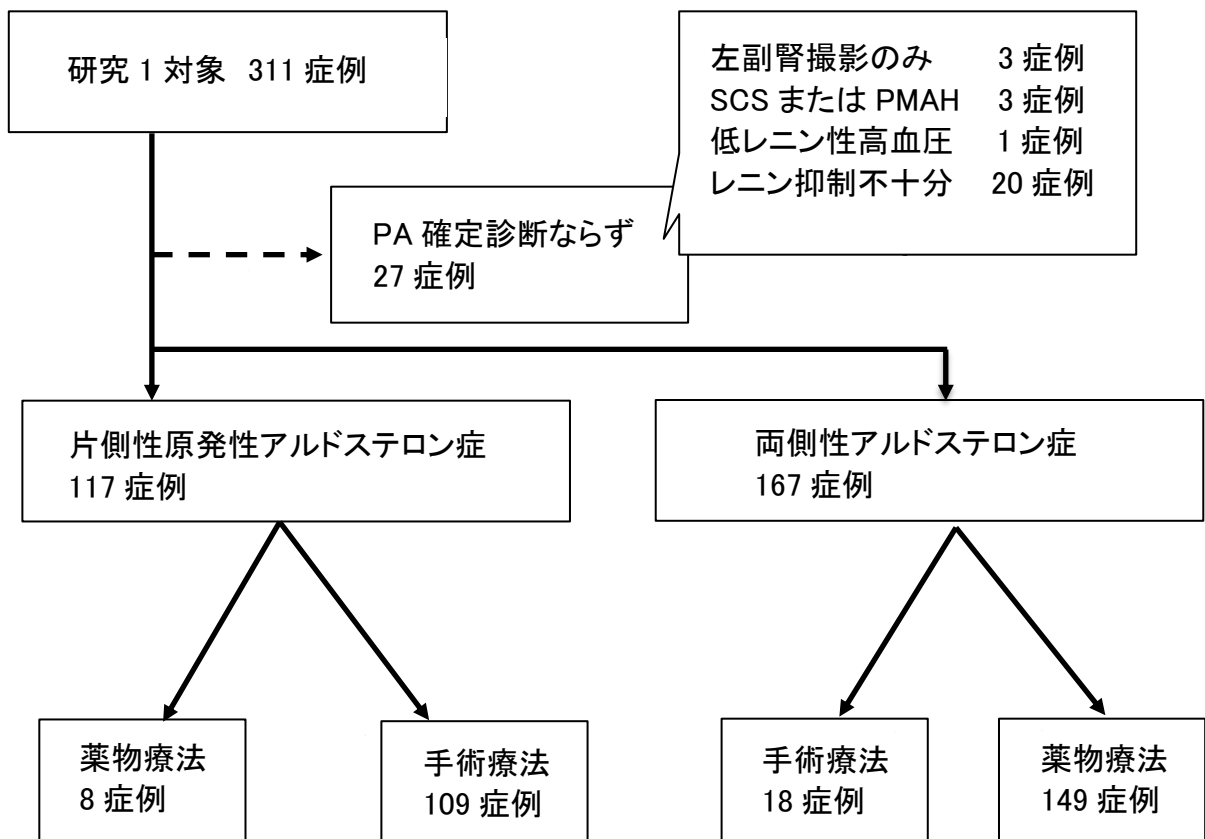 研究 1 対象 311 症例
左副腎撮影のみ 3 症例
SCS または PMAH 3 症例
低レニン性高血圧 1 症例
レニン抑制不十分 20 症例
PA 確定診断ならず
27 症例
片側性原発性アルドステロン症
117 症例
両側性アルドステロン症
167 症例
薬物療法
8 症例
手術療法
109 症例
手術療法
18 症例
薬物療法
149 症例